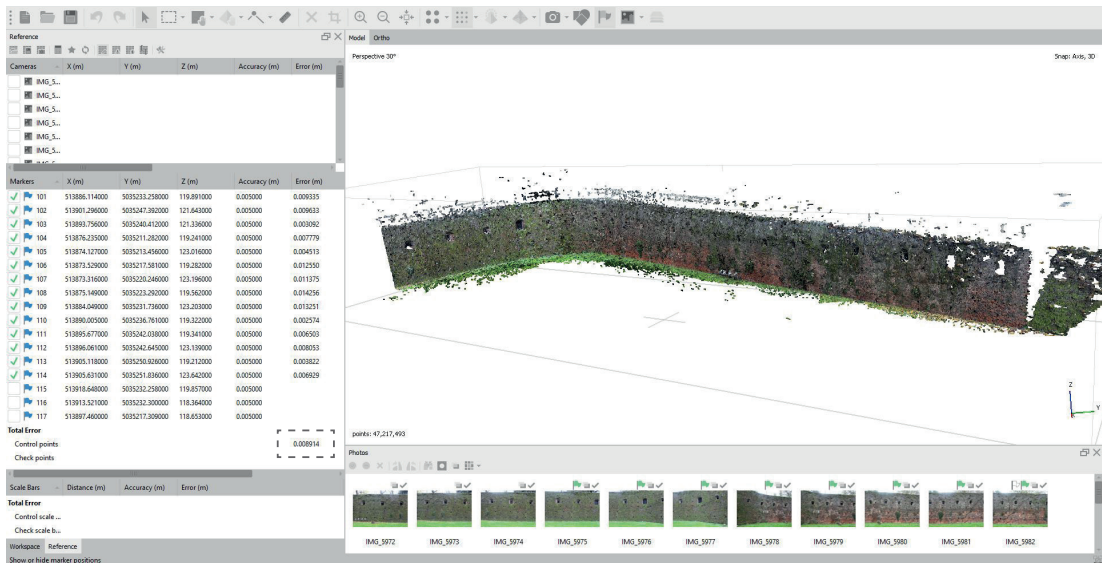 Reference
Cameras X (m) Y (m) Z (m) Accuracy (m) Error (m)
IMG_5...
IMG_5...
IMG_5...
IMG_5...
IMG_5...
IMG_5...
IMG_5...
Markers X (m) Y (m) Z (m) Accuracy (m) Error (m)
101 513886.114000 5035233.258000 119.891000 0.005000 0.009335
102 513901.296000 5035247.392000 121.643000 0.005000 0.009633
103 513893.756000 5035240.412000 121.336000 0.005000 0.003092
104 513876.235000 5035211.282000 119.241000 0.005000 0.007779
105 513874.127000 5035213.456000 123.016000 0.005000 0.004513
106 513873.529000 5035217.581000 119.282000 0.005000 0.012550
107 513873.316000 5035220.246000 123.196000 0.005000 0.011375
108 513875.149000 5035223.292000 119.562000 0.005000 0.014256
109 513884.049000 5035231.736000 123.203000 0.005000 0.013251
110 513890.005000 5035236.761000 119.322000 0.005000 0.002574
111 513895.677000 5035242.038000 119.341000 0.005000 0.006503
112 513896.061000 5035242.645000 123.139000 0.005000 0.008053
113 513905.118000 5035250.926000 119.212000 0.005000 0.003822
114 513905.631000 5035251.836000 123.642000 0.005000 0.006929
115 513918.648000 5035232.258000 119.857000 0.005000
116 513913.521000 5035232.300000 118.364000 0.005000
117 513897.460000 5035217.309000 118.653000 0.005000
Total Error
Control points 0.008914
Check points
Scale Bars Distance (m) Accuracy (m) Error (m)
Total Error
Control scale ...
Check scale b...
Workspace Reference
Show or hide marker positions
Model Ortho
Perspective 30°
Snap: Axis, 3D
Z
Y
points: 47,217,493
Photos
IMG_5972 IMG_5973 IMG_5974 IMG_5975 IMG_5976 IMG_5977 IMG_5978 IMG_5979 IMG_5980 IMG_5981 IMG_5982